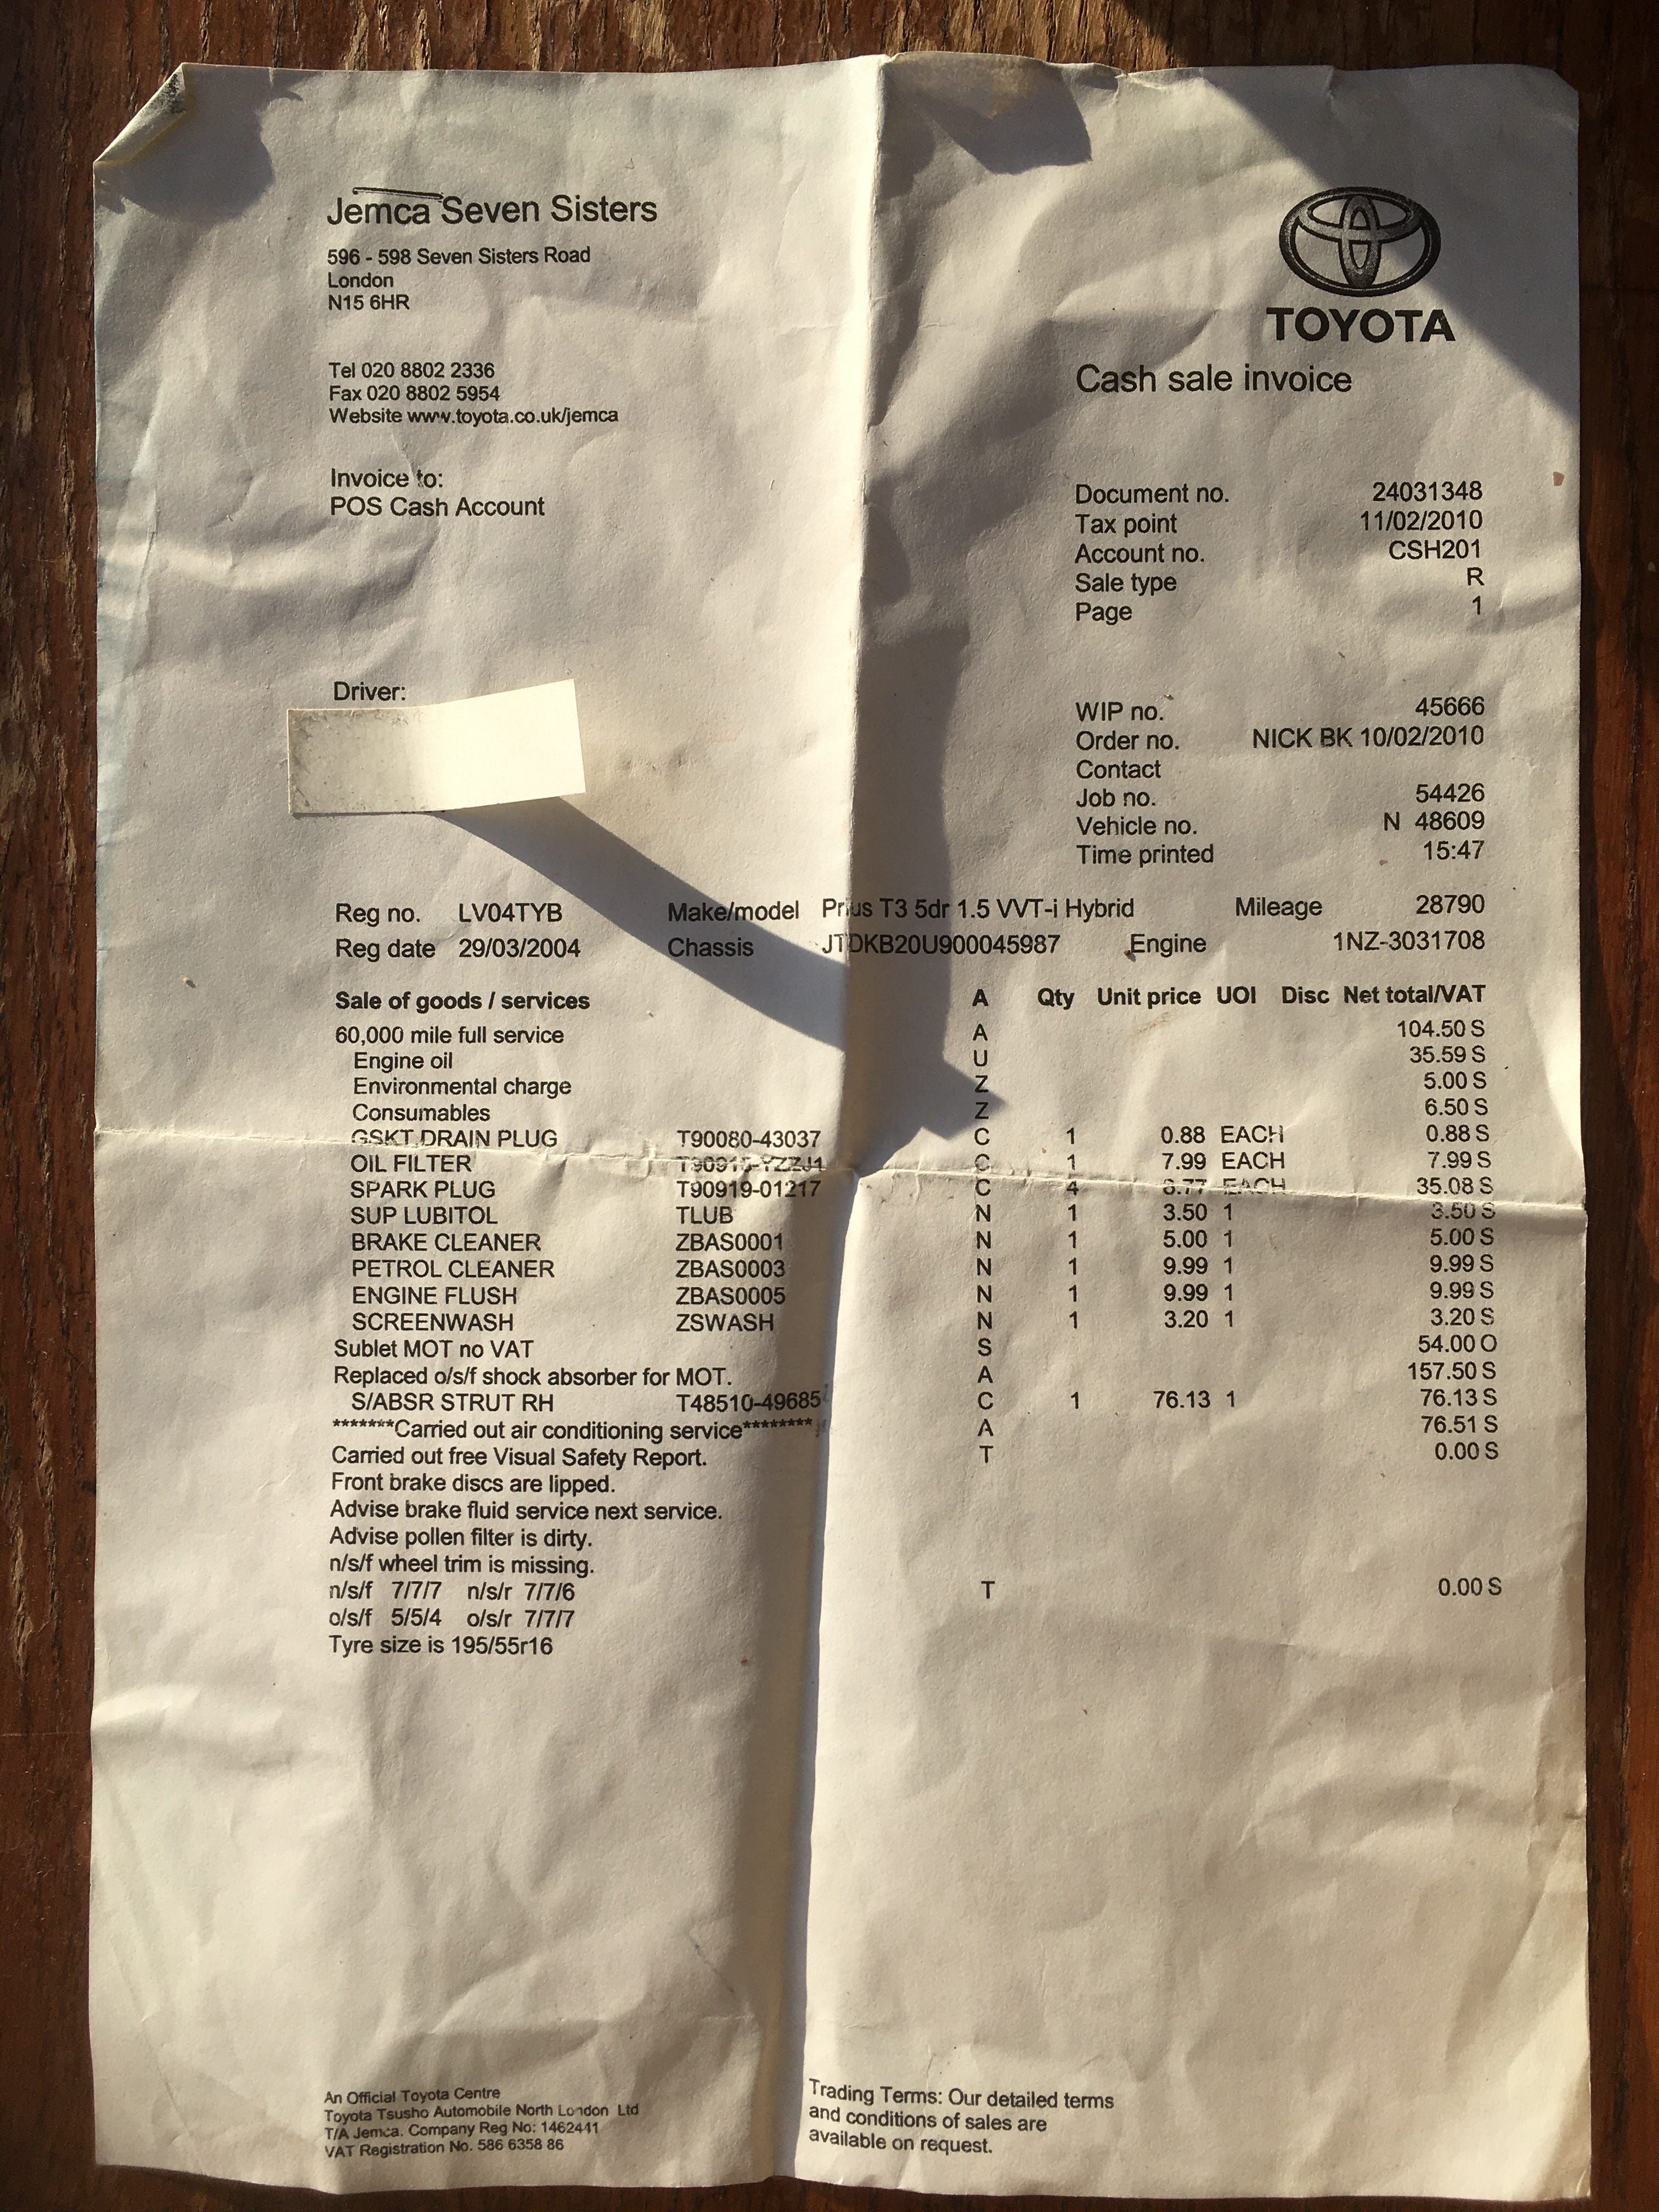 Jemca Seven Sisters
596 - 598 Seven Sisters Road
London
N15 6HR
Tel 020 8802 2336
Fax 020 8802 5954
Website www.toyota.co.uk/jemca
TOYOTA
Cash sale invoice
Invoice to:
POS Cash Account
Document no. 24031348
Tax point 11/02/2010
Account no. CSH201
Sale type R
Page 1
Driver:
WIP no. 45666
Order no. NICK BK 10/02/2010
Contact
Job no. 54426
Vehicle no. N 48609
Time printed 15:47
Reg no. LV04TYB Make/model Prius T3 5dr 1.5 VVT-i Hybrid Mileage 28790
Reg date 29/03/2004 Chassis JTDKB20U900045987 Engine 1NZ-3031708
Sale of goods / services A Qty Unit price UOI Disc Net total/VAT
60,000 mile full service A 104.50 S
Engine oil U 35.59 S
Environmental charge Z 5.00 S
Consumables Z 6.50 S
GSKT DRAIN PLUG T90080-43037 C 1 0.88 EACH 0.88 S
OIL FILTER T90915-YZZJ1 C 1 7.99 EACH 7.99 S
SPARK PLUG T90919-01217 C 4 8.77 EACH 35.08 S
SUP LUBITOL TLUB N 1 3.50 1 3.50 S
BRAKE CLEANER ZBAS0001 N 1 5.00 1 5.00 S
PETROL CLEANER ZBAS0003 N 1 9.99 1 9.99 S
ENGINE FLUSH ZBAS0005 N 1 9.99 1 9.99 S
SCREENWASH ZSWASH N 1 3.20 1 3.20 S
Sublet MOT no VAT S 54.00 O
Replaced o/s/f shock absorber for MOT. A 157.50 S
S/ABSR STRUT RH T48510-49685 C 1 76.13 1 76.13 S
*******Carried out air conditioning service******** A 76.51 S
Carried out free Visual Safety Report. T 0.00 S
Front brake discs are lipped.
Advise brake fluid service next service.
Advise pollen filter is dirty.
n/s/f wheel trim is missing.
n/s/f 7/7/7 n/s/r 7/7/6 T 0.00 S
o/s/f 5/5/4 o/s/r 7/7/7
Tyre size is 195/55r16
An Official Toyota Centre
Toyota Tsusho Automobile North London Ltd
T/A Jemca. Company Reg No: 1462441
VAT Registration No. 586 6358 86
Trading Terms: Our detailed terms
and conditions of sales are
available on request.